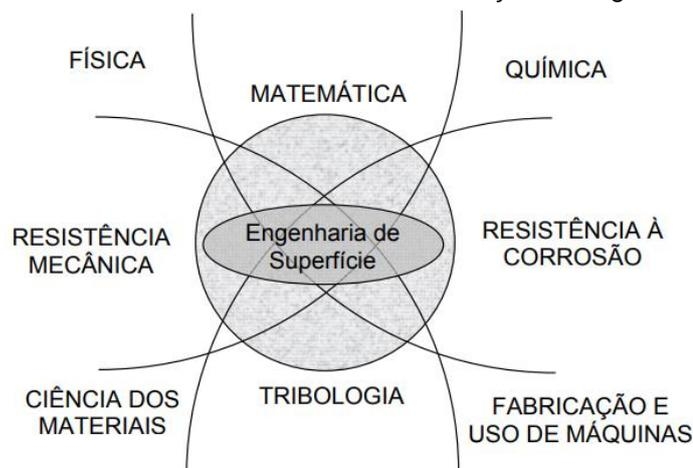 FÍSICA
QUÍMICA
MATEMÁTICA
RESISTÊNCIA
MECÂNICA
Engenharia de
Superfície
RESISTÊNCIA À
CORROSÃO
CIÊNCIA DOS
MATERIAIS
TRIBOLOGIA
FABRICAÇÃO E
USO DE MÁQUINAS